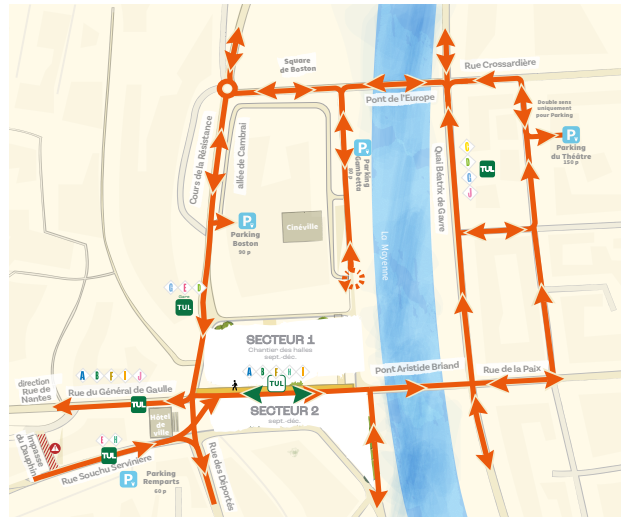 Square
de Boston
Rue Crossardière
Pont de l'Europe
Double sens
uniquement
pour Parking
P
Parking
du Théâtre
150 p
Cours de la Résistance
allée de Cambrai
P
Parking
Gambetta
Quai Béatrix de Gavre
TUL
J
P
Parking
Boston
90 p
Cinéville
La Mayenne
G E D
TUL
SECTEUR 1
Chantier des halles
sept.-déc.
A B F H I
TUL
SECTEUR 2
sept.-déc.
Pont Aristide Briand
Rue de la Paix
direction
Rue de
Nantes
A B F I J
Rue du Général de Gaulle
TUL
Hôtel
de
ville
Impasse
du Dauphin
E H
TUL
Rue Souchu Servinière
P
Parking
Remparts
60 p
Rue des Déportés